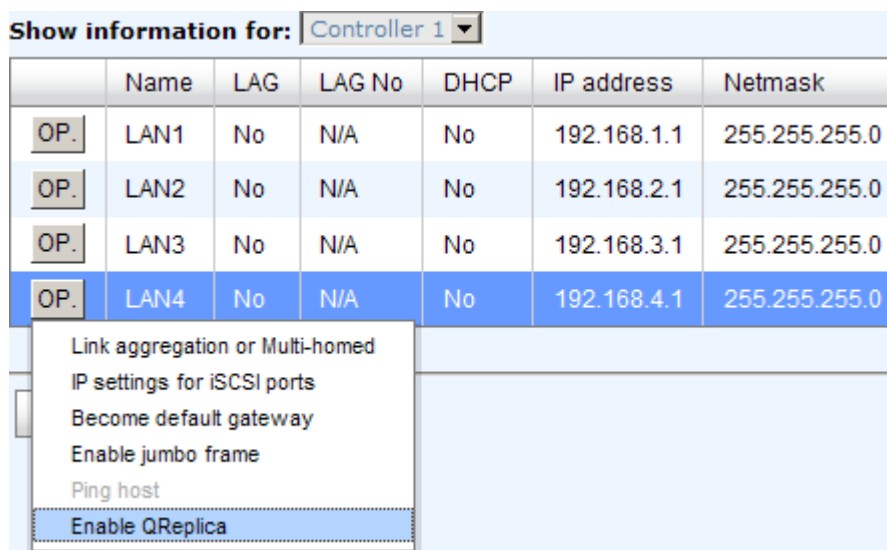 Show information for: Controller 1
Name LAG LAG No DHCP IP address Netmask
OP. LAN1 No N/A No 192.168.1.1 255.255.255.0
OP. LAN2 No N/A No 192.168.2.1 255.255.255.0
OP. LAN3 No N/A No 192.168.3.1 255.255.255.0
OP. LAN4 No N/A No 192.168.4.1 255.255.255.0
Link aggregation or Multi-homed
IP settings for iSCSI ports
Become default gateway
Enable jumbo frame
Ping host
Enable QReplica